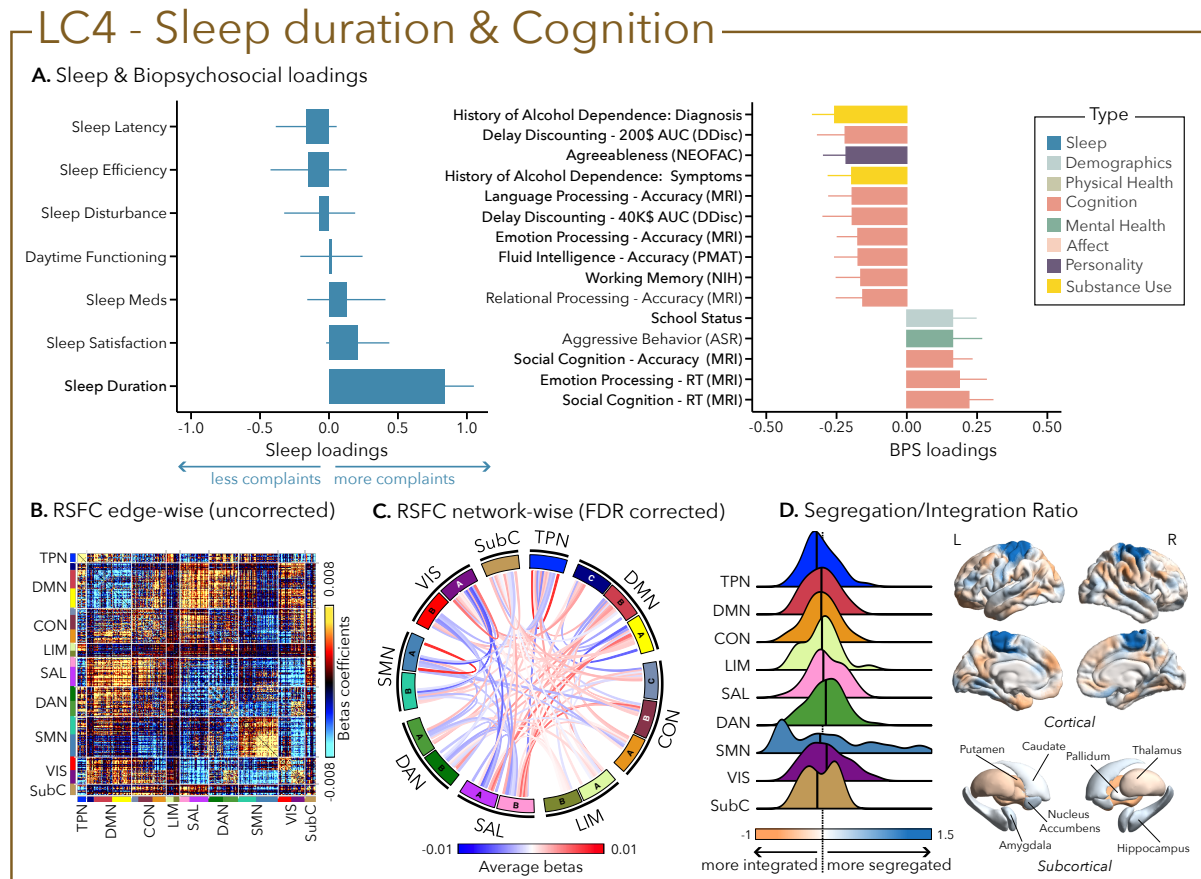 LC4 - Sleep duration & Cognition
A. Sleep & Biopsychosocial loadings
Sleep Latency
Sleep Efficiency
Sleep Disturbance
Daytime Functioning
Sleep Meds
Sleep Satisfaction
Sleep Duration
-1.0 -0.5 0.0 0.5 1.0
Sleep loadings
less complaints more complaints
History of Alcohol Dependence: Diagnosis
Delay Discounting - 200$ AUC (DDisc)
Agreeableness (NEOFAC)
History of Alcohol Dependence: Symptoms
Language Processing - Accuracy (MRI)
Delay Discounting - 40K$ AUC (DDisc)
Emotion Processing - Accuracy (MRI)
Fluid Intelligence - Accuracy (PMAT)
Working Memory (NIH)
Relational Processing - Accuracy (MRI)
School Status
Aggressive Behavior (ASR)
Social Cognition - Accuracy (MRI)
Emotion Processing - RT (MRI)
Social Cognition - RT (MRI)
-0.50 -0.25 0.00 0.25 0.50
BPS loadings
Type
Sleep
Demographics
Physical Health
Cognition
Mental Health
Affect
Personality
Substance Use
B. RSFC edge-wise (uncorrected)
TPN
DMN
CON
LIM
SAL
DAN
SMN
VIS
SubC
TPN DMN CON LIM SAL DAN SMN VIS SubC
0.008
Betas coefficients
-0.008
C. RSFC network-wise (FDR corrected)
SubC TPN
VIS DMN
A C
B B
A
SMN CON
A C
B B
A
DAN LIM
A A
B B
SAL
A B
-0.01 0.01
Average betas
D. Segregation/Integration Ratio
TPN
DMN
CON
LIM
SAL
DAN
SMN
VIS
SubC
-1 1.5
more integrated more segregated
L R
Cortical
Putamen Caudate Pallidum Thalamus
Nucleus
Accumbens
Amygdala Hippocampus
Subcortical